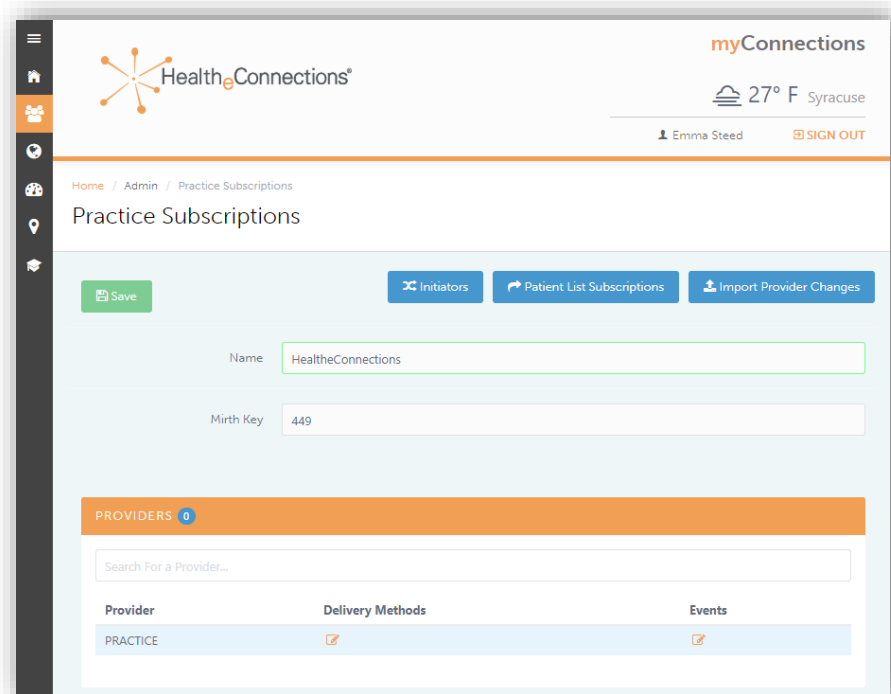 myConnections
HealtheConnections®
27° F Syracuse
Emma Steed SIGN OUT
Home / Admin / Practice Subscriptions
Practice Subscriptions
Save Initiators Patient List Subscriptions Import Provider Changes
Name HealtheConnections
Mirth Key 449
PROVIDERS 0
Search For a Provider...
Provider Delivery Methods Events
PRACTICE